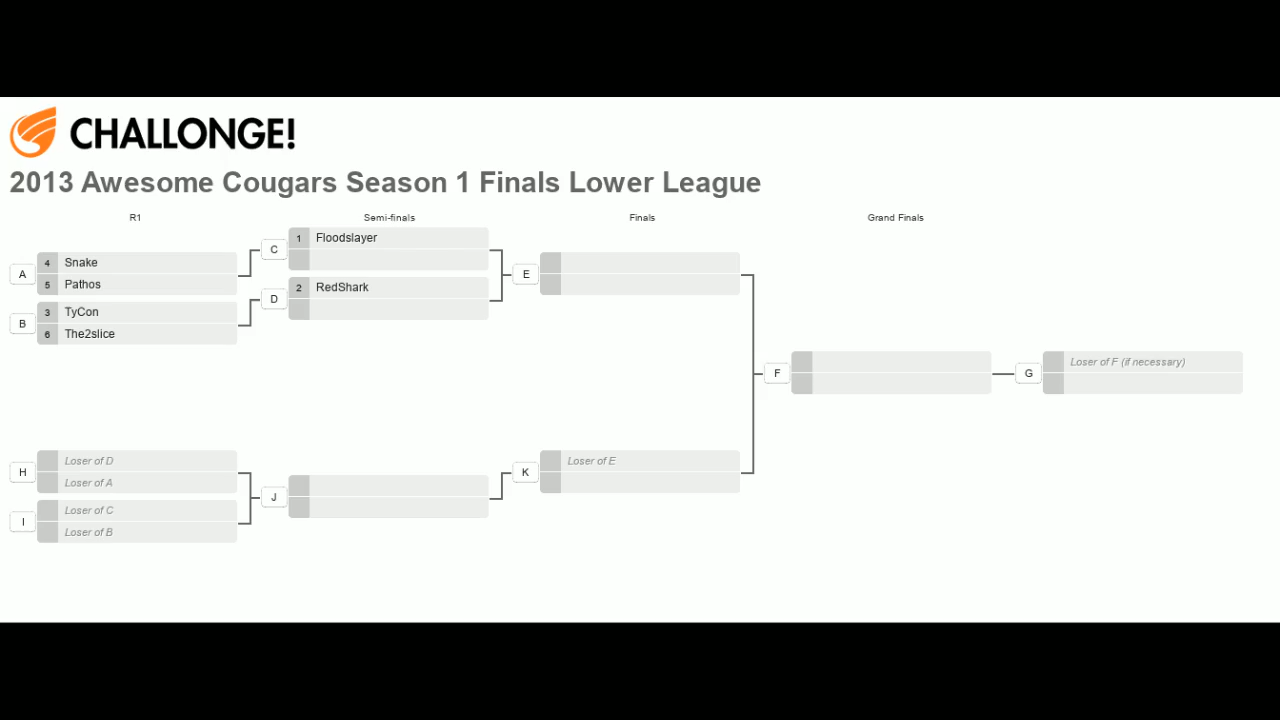 CHALLONGE!
2013 Awesome Cougars Season 1 Finals Lower League
R1
Semi-finals
Finals
Grand Finals
A
4 Snake
5 Pathos
B
3 TyCon
6 The2slice
C
1 Floodslayer
D
2 RedShark
E
F
G
Loser of F (if necessary)
H
Loser of D
Loser of A
I
Loser of C
Loser of B
J
K
Loser of E